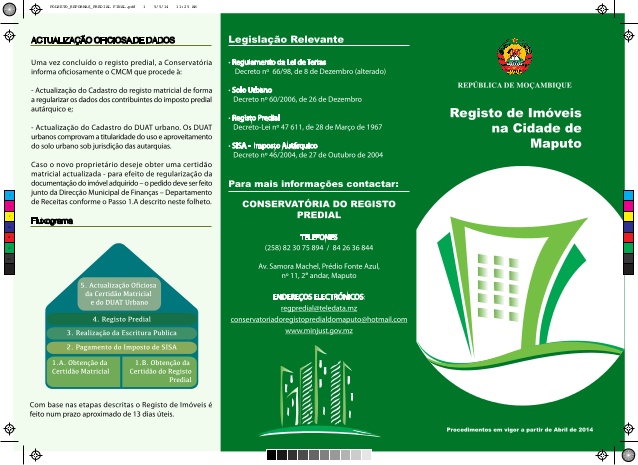 FOLHETO_REFORMAS_PREDIAL FINAL.pdf 1 5/5/14 11:25 AM
ACTUALIZAÇÃO OFICIOSA DE DADOS
Uma vez concluído o registo predial, a Conservatória
informa oficiosamente o CMCM que procede à:
- Actualização do Cadastro do registo matricial de forma
a regularizar os dados dos contribuintes do imposto predial
autárquico e;
- Actualização do Cadastro do DUAT urbano. Os DUAT
urbanos comprovam a titularidade do uso e aproveitamento
do solo urbano sob jurisdição das autarquias.
Caso o novo proprietário deseje obter uma certidão
matricial actualizada - para efeito de regularização da
documentação do imóvel adquirido – o pedido deve ser feito
junto da Direcção Municipal de Finanças – Departamento
de Receitas conforme o Passo 1.A descrito neste folheto.
Fluxograma
5. Actualização Oficiosa
da Certidão Matricial
e do DUAT Urbano
4. Registo Predial
3. Realização da Escritura Publica
2. Pagamento do Imposto de SISA
1.A. Obtenção da
Certidão Matricial
1.B. Obtenção da
Certidão do Registo
Predial
Com base nas etapas descritas o Registo de Imóveis é
feito num prazo aproximado de 13 dias úteis.
Legislação Relevante
· Regulamento da Lei de Terras
Decreto nº 66/98, de 8 de Dezembro (alterado)
· Solo Urbano
Decreto nº 60/2006, de 26 de Dezembro
· Registo Predial
Decreto-Lei nº 47 611, de 28 de Março de 1967
· SISA - Imposto Autárquico
Decreto nº 46/2004, de 27 de Outubro de 2004
Para mais informações contactar:
CONSERVATÓRIA DO REGISTO
PREDIAL
TELEFONES
(258) 82 30 75 894 / 84 26 36 844
Av. Samora Machel, Prédio Fonte Azul,
nº 11, 2º andar, Maputo
ENDEREÇOS ELECTRÓNICOS:
regpredial@teledata.mz
conservatoriadoregistopredialdomaputo@hotmail.com
www.minjust.gov.mz
REPÚBLICA DE MOÇAMBIQUE
Registo de Imóveis
na Cidade de
Maputo
Procedimentos em vigor a partir de Abril de 2014